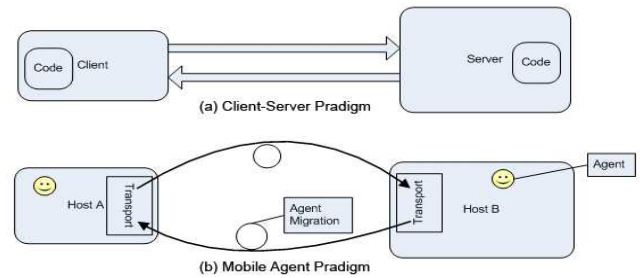 Code
Client
Server
Code
(a) Client-Server Pradigm
Host A
Transport
Agent
Migration
Transport
Host B
Agent
(b) Mobile Agent Pradigm